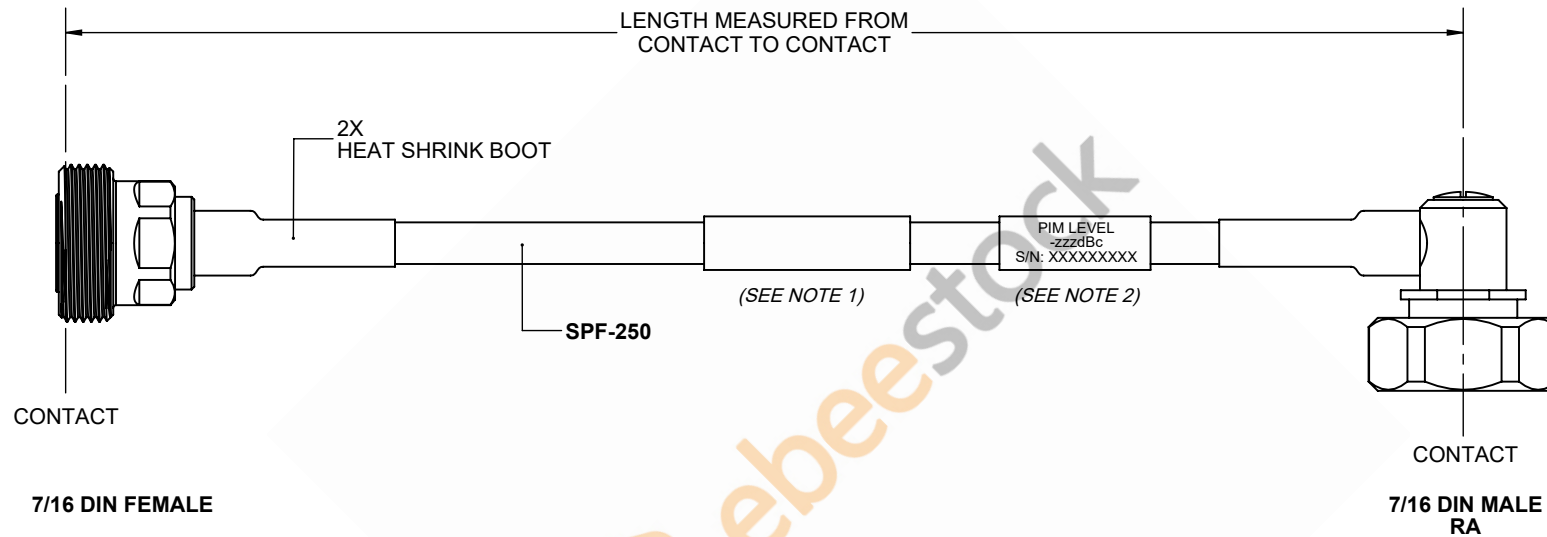 LENGTH MEASURED FROM
CONTACT TO CONTACT
2X
HEAT SHRINK BOOT
PIM LEVEL
-zzzdBc
S/N: XXXXXXXXX
(SEE NOTE 1)
(SEE NOTE 2)
SPF-250
CONTACT
CONTACT
7/16 DIN FEMALE
7/16 DIN MALE
RA
ebeestock